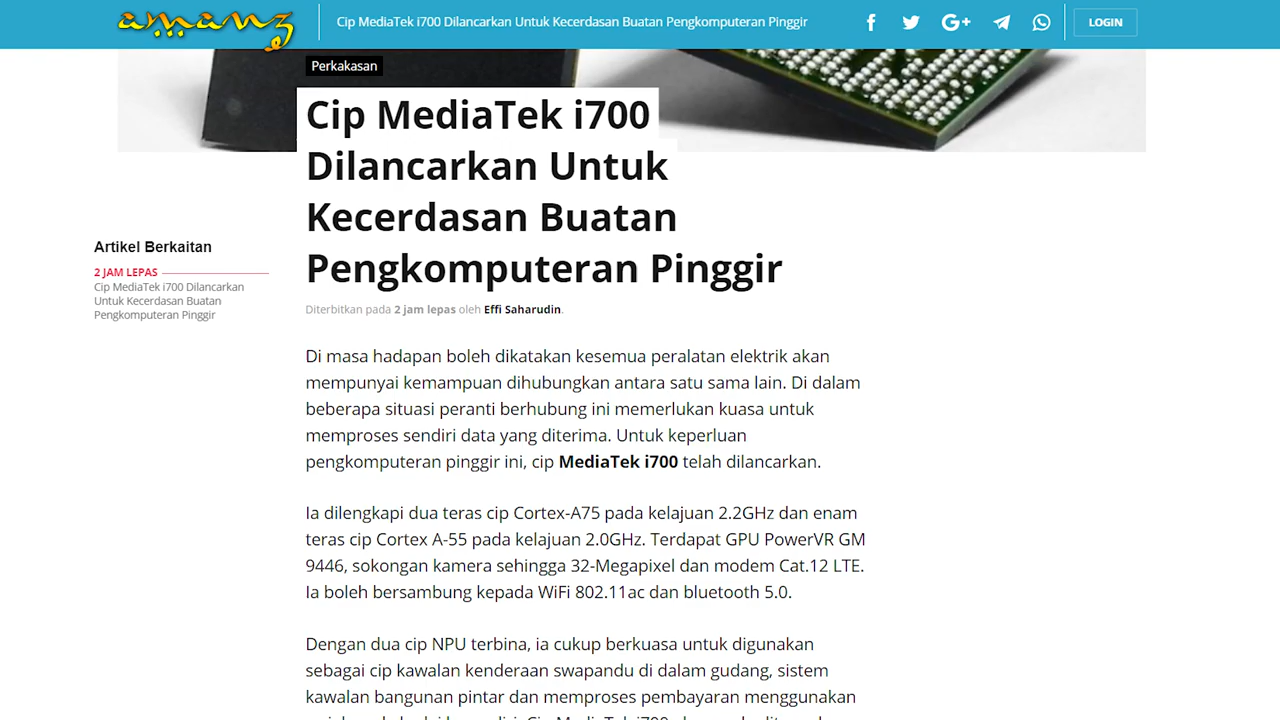 amanz
Cip MediaTek i700 Dilancarkan Untuk Kecerdasan Buatan Pengkomputeran Pinggir
LOGIN
Perkakasan
Cip MediaTek i700
Dilancarkan Untuk
Kecerdasan Buatan
Pengkomputeran Pinggir
Artikel Berkaitan
2 JAM LEPAS
Cip MediaTek i700 Dilancarkan
Untuk Kecerdasan Buatan
Pengkomputeran Pinggir
Diterbitkan pada 2 jam lepas oleh Effi Saharudin.
Di masa hadapan boleh dikatakan kesemua peralatan elektrik akan
mempunyai kemampuan dihubungkan antara satu sama lain. Di dalam
beberapa situasi peranti berhubung ini memerlukan kuasa untuk
memproses sendiri data yang diterima. Untuk keperluan
pengkomputeran pinggir ini, cip MediaTek i700 telah dilancarkan.
Ia dilengkapi dua teras cip Cortex-A75 pada kelajuan 2.2GHz dan enam
teras cip Cortex A-55 pada kelajuan 2.0GHz. Terdapat GPU PowerVR GM
9446, sokongan kamera sehingga 32-Megapixel dan modem Cat.12 LTE.
Ia boleh bersambung kepada WiFi 802.11ac dan bluetooth 5.0.
Dengan dua cip NPU terbina, ia cukup berkuasa untuk digunakan
sebagai cip kawalan kenderaan swapandu di dalam gudang, sistem
kawalan bangunan pintar dan memproses pembayaran menggunakan